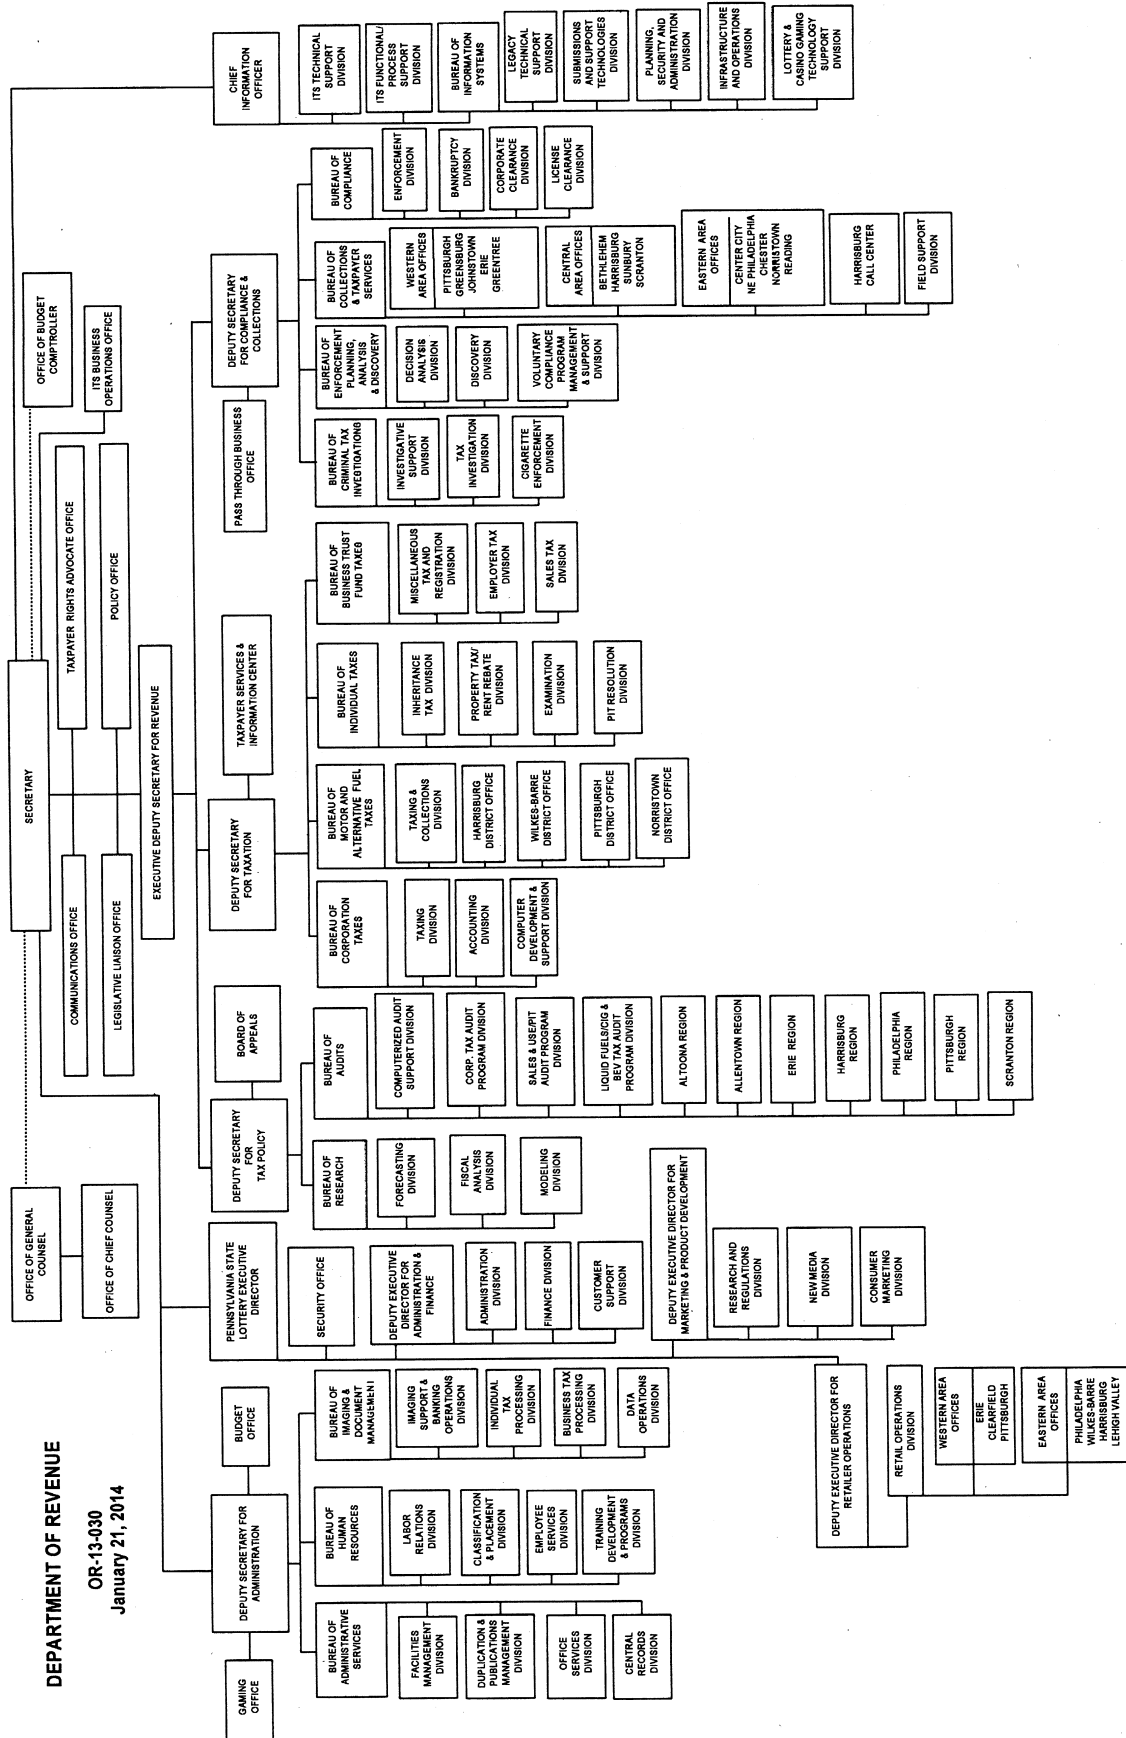 DEPARTMENT OF REVENUE
OR-13-030
January 21, 2014
SECRETARY
OFFICE OF GENERAL
COUNSEL
OFFICE OF CHIEF COUNSEL
OFFICE OF BUDGET
COMPTROLLER
ITS BUSINESS
OPERATIONS OFFICE
COMMUNICATIONS OFFICE
TAXPAYER RIGHTS ADVOCATE OFFICE
LEGISLATIVE LIAISON OFFICE
POLICY OFFICE
EXECUTIVE DEPUTY SECRETARY FOR REVENUE
GAMING
OFFICE
DEPUTY SECRETARY FOR
ADMINISTRATION
BUDGET
OFFICE
BUREAU OF
ADMINISTRATIVE
SERVICES
FACILITIES
MANAGEMENT
DIVISION
DUPLICATION &
PUBLICATIONS
MANAGEMENT
DIVISION
OFFICE
SERVICES
DIVISION
CENTRAL
RECORDS
DIVISION
BUREAU OF
HUMAN
RESOURCES
LABOR
RELATIONS
DIVISION
CLASSIFICATION
& PLACEMENT
DIVISION
EMPLOYEE
SERVICES
DIVISION
TRAINING
DEVELOPMENT
& PROGRAMS
DIVISION
BUREAU OF
IMAGING &
DOCUMENT
MANAGEMENT
IMAGING
SUPPORT &
BANKING
OPERATIONS
DIVISION
INDIVIDUAL
TAX
PROCESSING
DIVISION
BUSINESS TAX
PROCESSING
DIVISION
DATA
OPERATIONS
DIVISION
PENNSYLVANIA STATE
LOTTERY EXECUTIVE
DIRECTOR
SECURITY OFFICE
DEPUTY EXECUTIVE
DIRECTOR FOR
ADMINISTRATION &
FINANCE
ADMINISTRATION
DIVISION
FINANCE DIVISION
CUSTOMER
SUPPORT
DIVISION
DEPUTY EXECUTIVE DIRECTOR FOR
MARKETING & PRODUCT DEVELOPMENT
RESEARCH AND
REGULATIONS
DIVISION
NEW MEDIA
DIVISION
CONSUMER
MARKETING
DIVISION
DEPUTY EXECUTIVE DIRECTOR FOR
RETAILER OPERATIONS
RETAIL OPERATIONS
DIVISION
WESTERN AREA
OFFICES
ERIE
CLEARFIELD
PITTSBURGH
EASTERN AREA
OFFICES
PHILADELPHIA
WILKES-BARRE
HARRISBURG
LEHIGH VALLEY
DEPUTY SECRETARY
FOR
TAX POLICY
BOARD OF
APPEALS
BUREAU OF
RESEARCH
FORECASTING
DIVISION
FISCAL
ANALYSIS
DIVISION
MODELING
DIVISION
BUREAU OF
AUDITS
COMPUTERIZED AUDIT
SUPPORT DIVISION
CORP. TAX AUDIT
PROGRAM DIVISION
SALES & USE/PIT
AUDIT PROGRAM
DIVISION
LIQUID FUELS/CIG &
BEV TAX AUDIT
PROGRAM DIVISION
ALTOONA REGION
ALLENTOWN REGION
ERIE REGION
HARRISBURG
REGION
PHILADELPHIA
REGION
PITTSBURGH
REGION
SCRANTON REGION
DEPUTY SECRETARY
FOR TAXATION
TAXPAYER SERVICES &
INFORMATION CENTER
BUREAU OF
CORPORATION
TAXES
TAXING
DIVISION
ACCOUNTING
DIVISION
COMPUTER
DEVELOPMENT &
SUPPORT DIVISION
BUREAU OF
MOTOR AND
ALTERNATIVE FUEL
TAXES
TAXING &
COLLECTIONS
DIVISION
HARRISBURG
DISTRICT OFFICE
WILKES-BARRE
DISTRICT OFFICE
PITTSBURGH
DISTRICT OFFICE
NORRISTOWN
DISTRICT OFFICE
BUREAU OF
INDIVIDUAL TAXES
INHERITANCE
TAX DIVISION
PROPERTY TAX/
RENT REBATE
DIVISION
EXAMINATION
DIVISION
PIT RESOLUTION
DIVISION
BUREAU OF
BUSINESS TRUST
FUND TAXES
MISCELLANEOUS
TAX AND
REGISTRATION
DIVISION
EMPLOYER TAX
DIVISION
SALES TAX
DIVISION
PASS THROUGH BUSINESS
OFFICE
DEPUTY SECRETARY
FOR COMPLIANCE &
COLLECTIONS
BUREAU OF
CRIMINAL TAX
INVESTIGATIONS
INVESTIGATIVE
SUPPORT
DIVISION
TAX
INVESTIGATION
DIVISION
CIGARETTE
ENFORCEMENT
DIVISION
BUREAU OF
ENFORCEMENT
PLANNING,
ANALYSIS
& DISCOVERY
DECISION
ANALYSIS
DIVISION
DISCOVERY
DIVISION
VOLUNTARY
COMPLIANCE
PROGRAM
MANAGEMENT
& SUPPORT
DIVISION
BUREAU OF
COLLECTIONS
& TAXPAYER
SERVICES
WESTERN
AREA OFFICES
PITTSBURGH
GREENSBURG
JOHNSTOWN
ERIE
GREENTREE
CENTRAL
AREA OFFICES
BETHLEHEM
HARRISBURG
SUNBURY
SCRANTON
EASTERN AREA
OFFICES
CENTER CITY
NE PHILADELPHIA
CHESTER
NORRISTOWN
READING
HARRISBURG
CALL CENTER
FIELD SUPPORT
DIVISION
BUREAU OF
COMPLIANCE
ENFORCEMENT
DIVISION
BANKRUPTCY
DIVISION
CORPORATE
CLEARANCE
DIVISION
LICENSE
CLEARANCE
DIVISION
CHIEF
INFORMATION
OFFICER
ITS TECHNICAL
SUPPORT
DIVISION
ITS FUNCTIONAL/
PROCESS
SUPPORT
DIVISION
BUREAU OF
INFORMATION
SYSTEMS
LEGACY
TECHNICAL
SUPPORT
DIVISION
SUBMISSIONS
AND SUPPORT
TECHNOLOGIES
DIVISION
PLANNING,
SECURITY AND
ADMINISTRATION
DIVISION
INFRASTRUCTURE
AND OPERATIONS
DIVISION
LOTTERY &
CASINO GAMING
TECHNOLOGY
SUPPORT
DIVISION